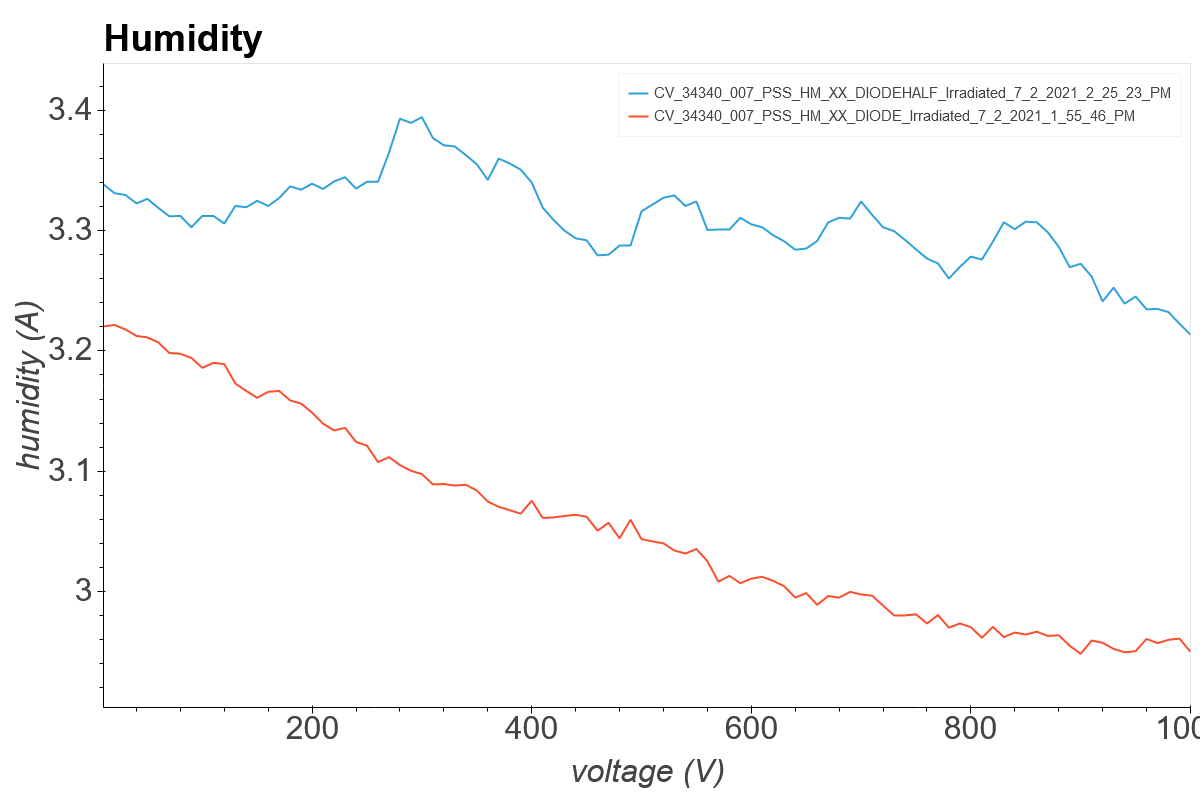 Humidity
CV_34340_007_PSS_HM_XX_DIODEHALF_Irradiated_7_2_2021_2_25_23_PM
CV_34340_007_PSS_HM_XX_DIODE_Irradiated_7_2_2021_1_55_46_PM
humidity (A)
3.4
3.3
3.2
3.1
3
200 400 600 800 100
voltage (V)